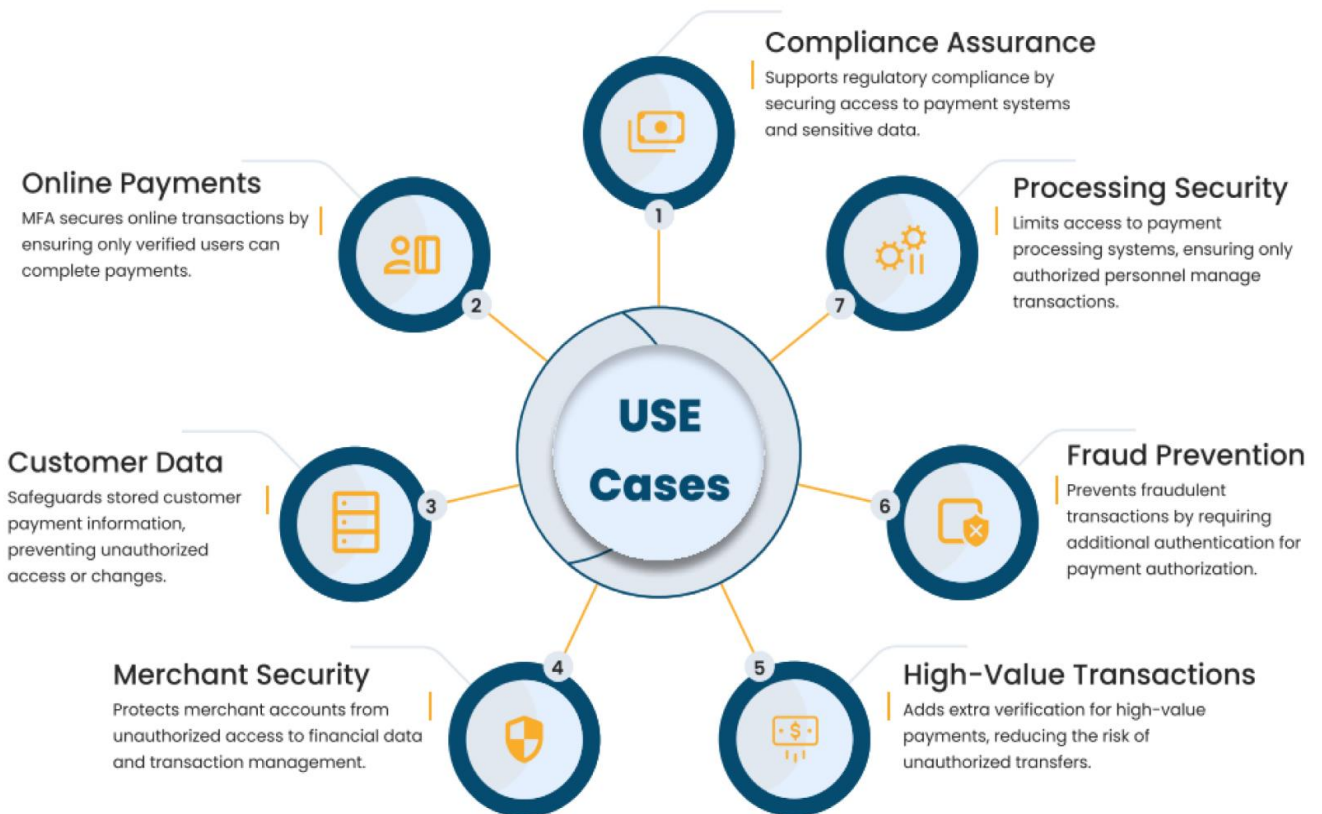 Compliance Assurance
Supports regulatory compliance by
securing access to payment systems
and sensitive data.
1
Online Payments
MFA secures online transactions by
ensuring only verified users can
complete payments.
2
Customer Data
Safeguards stored customer
payment information,
preventing unauthorized
access or changes.
3
Merchant Security
Protects merchant accounts from
unauthorized access to financial data
and transaction management.
4
High-Value Transactions
Adds extra verification for high-value
payments, reducing the risk of
unauthorized transfers.
5
Fraud Prevention
Prevents fraudulent
transactions by requiring
additional authentication for
payment authorization.
6
Processing Security
Limits access to payment
processing systems, ensuring only
authorized personnel manage
transactions.
7
USE
Cases
$